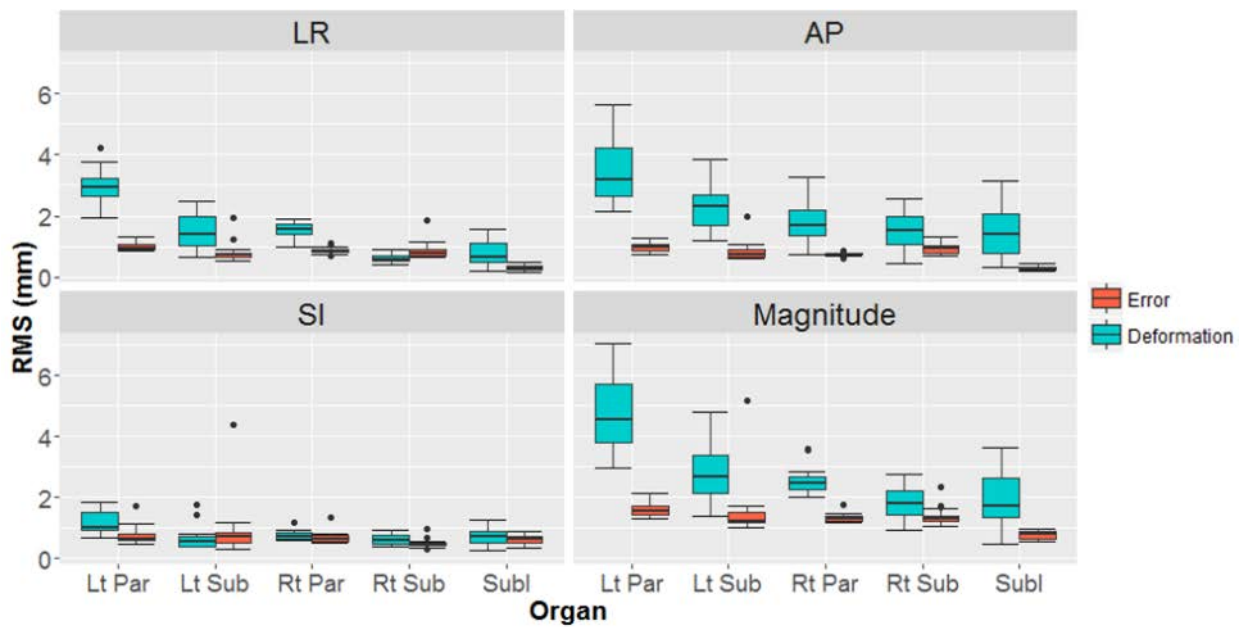 LR
AP
6
4
2
0
SI
Magnitude
6
4
2
0
RMS (mm)
Lt Par
Lt Sub
Rt Par
Rt Sub
Subl
Lt Par
Lt Sub
Rt Par
Rt Sub
Subl
Organ
Error
Deformation